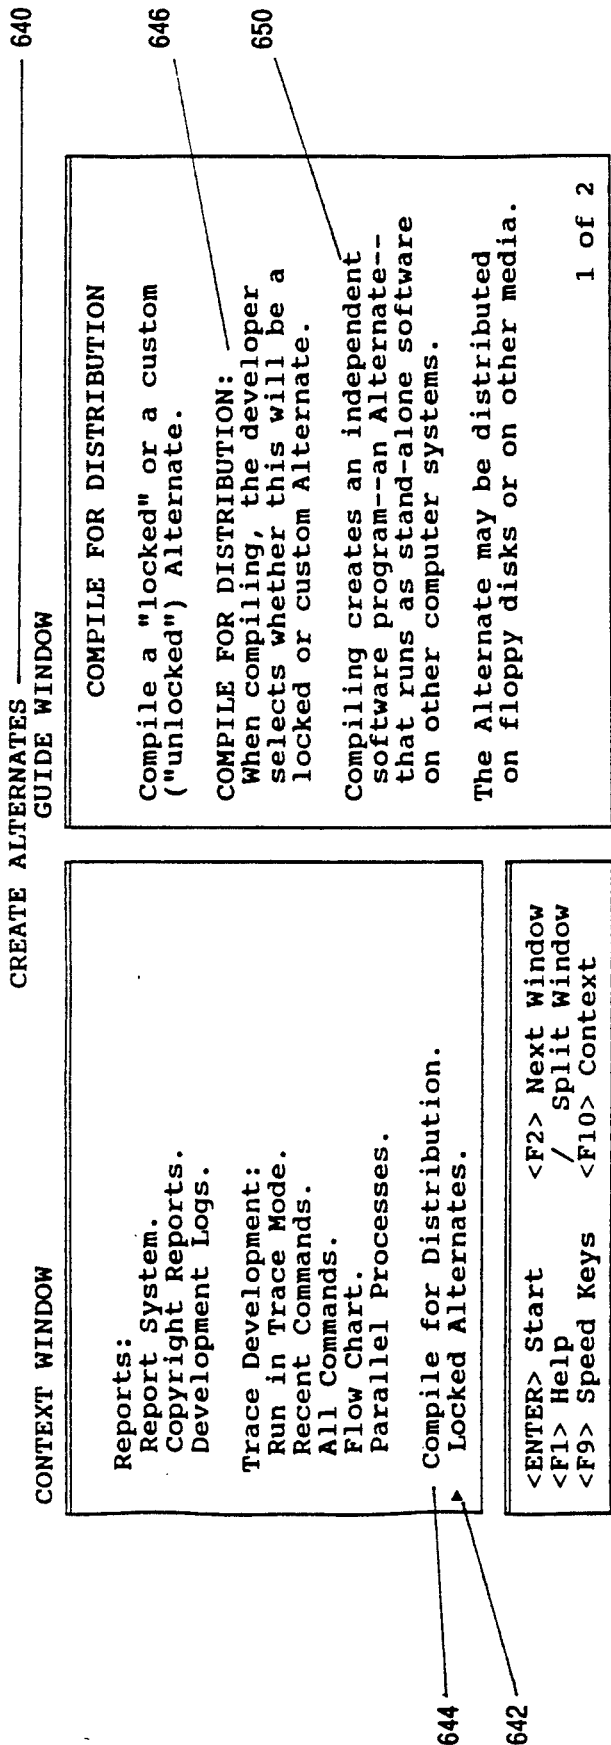 CREATE ALTERNATES 640
CONTEXT WINDOW
GUIDE WINDOW
Reports:
Report System.
Copyright Reports.
Development Logs.
Trace Development:
Run in Trace Mode.
Recent Commands.
All Commands.
Flow Chart.
Parallel Processes.
644 Compile for Distribution.
642 Locked Alternates.
<ENTER> Start <F2> Next Window
<F1> Help / Split Window
<F9> Speed Keys <F10> Context
COMPILE FOR DISTRIBUTION
Compile a "locked" or a custom
("unlocked") Alternate.
646
COMPILE FOR DISTRIBUTION:
When compiling, the developer
selects whether this will be a
locked or custom Alternate.
650
Compiling creates an independent
software program--an Alternate--
that runs as stand-alone software
on other computer systems.
The Alternate may be distributed
on floppy disks or on other media.
1 of 2